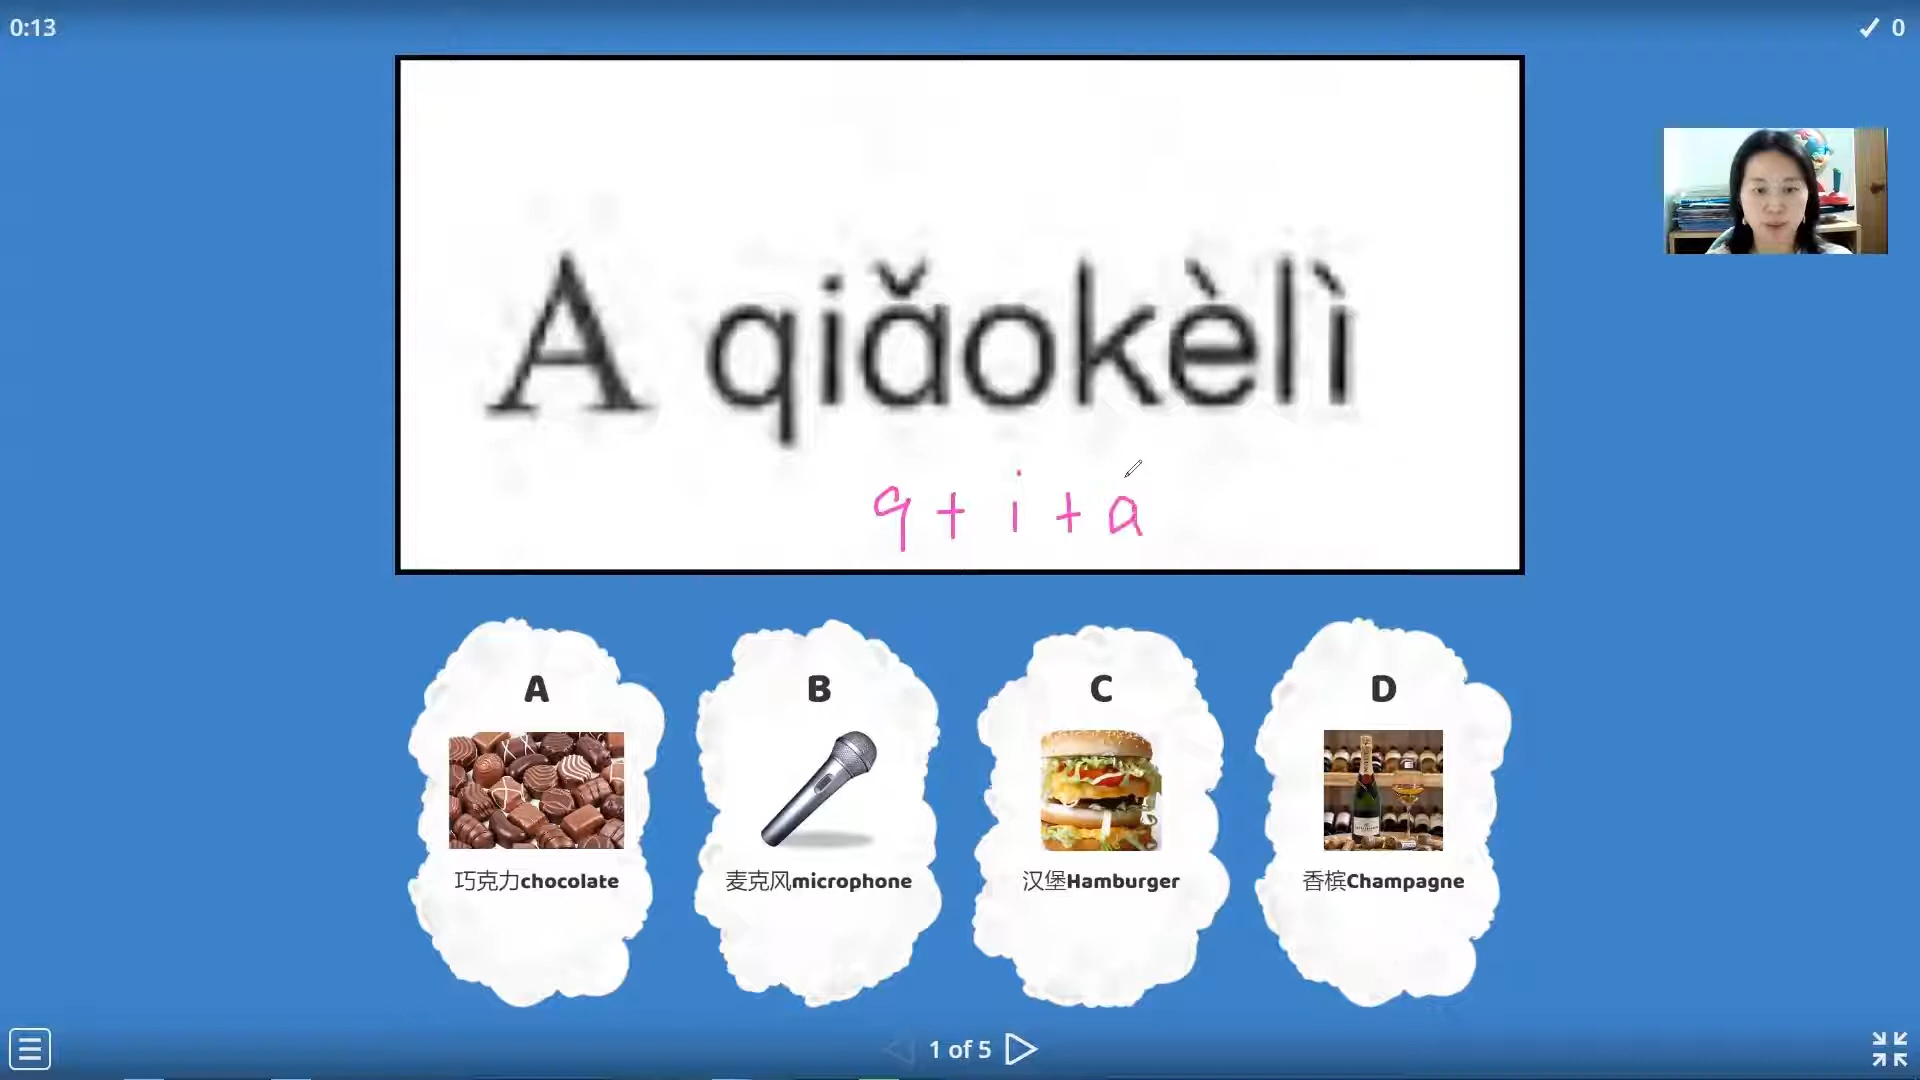 0:13
✓ 0
A qiǎokèlì
q + i + a
A
B
C
D
巧克力chocolate
麦克风microphone
汉堡Hamburger
香槟Champagne
1 of 5